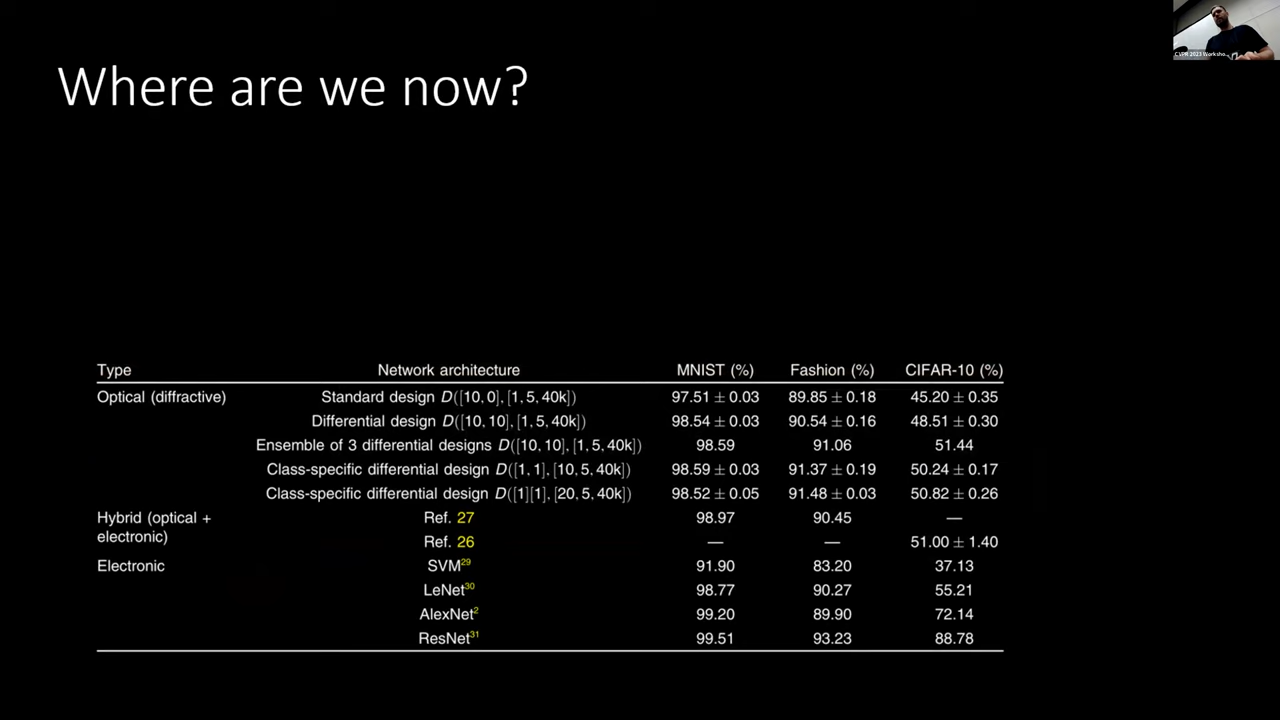 CVPR 2023 Worksho...
Where are we now?
Type Network architecture MNIST (%) Fashion (%) CIFAR-10 (%)
Optical (diffractive) Standard design D([10, 0], [1, 5, 40k]) 97.51 ± 0.03 89.85 ± 0.18 45.20 ± 0.35
Differential design D([10, 10], [1, 5, 40k]) 98.54 ± 0.03 90.54 ± 0.16 48.51 ± 0.30
Ensemble of 3 differential designs D([10, 10], [1, 5, 40k]) 98.59 91.06 51.44
Class-specific differential design D([1, 1], [10, 5, 40k]) 98.59 ± 0.03 91.37 ± 0.19 50.24 ± 0.17
Class-specific differential design D([1][1], [20, 5, 40k]) 98.52 ± 0.05 91.48 ± 0.03 50.82 ± 0.26
Hybrid (optical + Ref. 27 98.97 90.45 —
electronic) Ref. 26 — — 51.00 ± 1.40
Electronic SVM29 91.90 83.20 37.13
LeNet30 98.77 90.27 55.21
AlexNet2 99.20 89.90 72.14
ResNet31 99.51 93.23 88.78